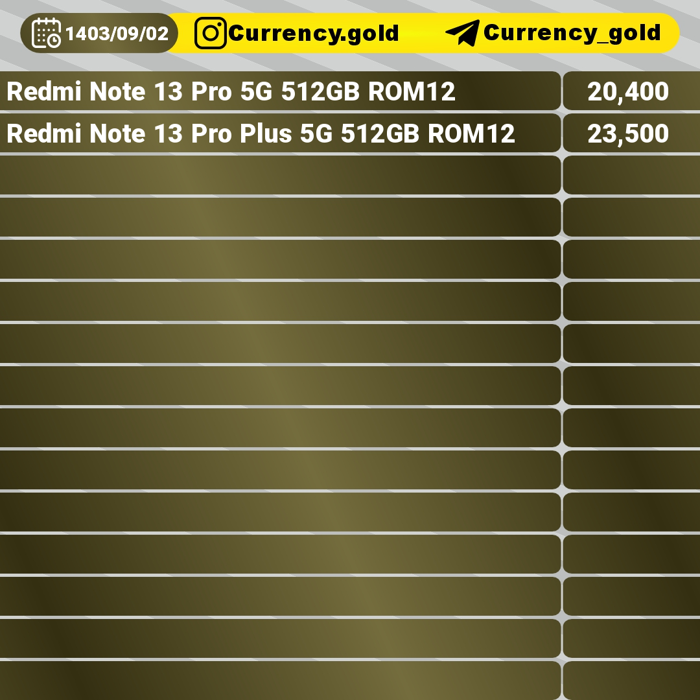 1403/09/02 Currency.gold Currency_gold
Redmi Note 13 Pro 5G 512GB ROM12 20,400
Redmi Note 13 Pro Plus 5G 512GB ROM12 23,500